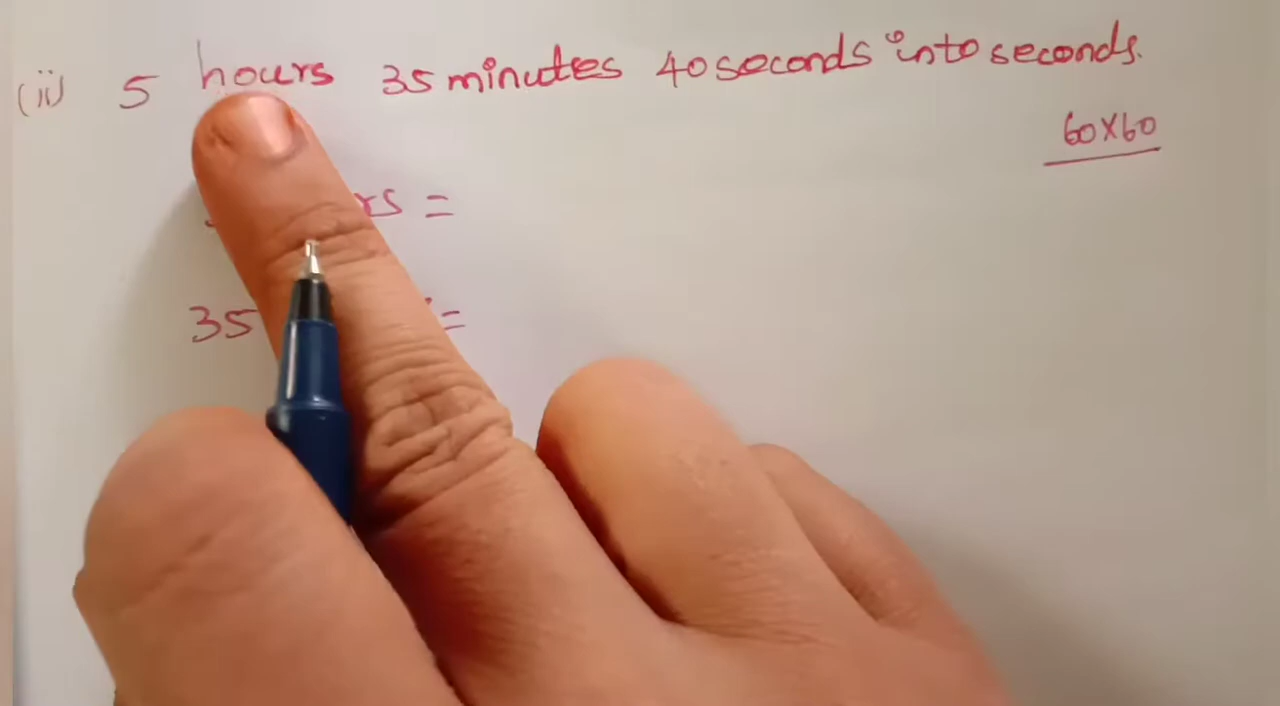 (ii) 5 hours 35 minutes 40 seconds into seconds.
60x60
=
35 =